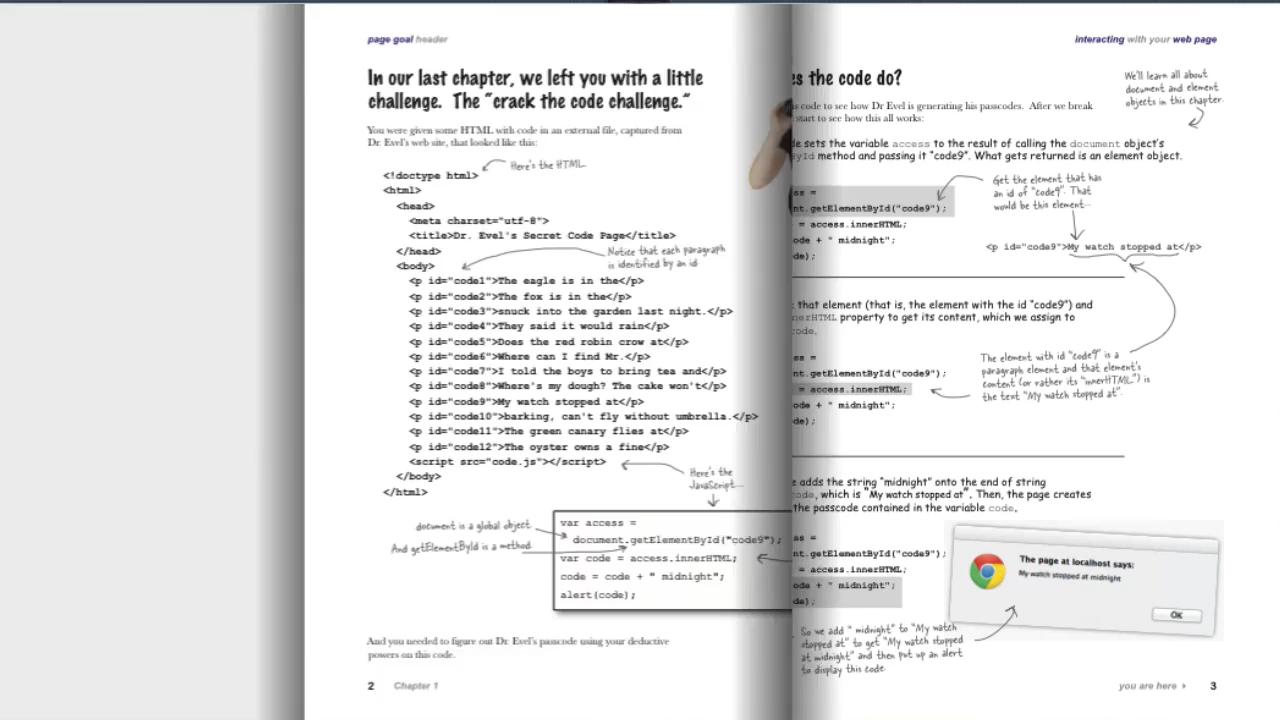 page goal header
In our last chapter, we left you with a little
challenge. The "crack the code challenge."
You were given some HTML with code in an external file, captured from
Dr. Evel's web site, that looked like this:
Here's the HTML
<!doctype html>
<html>
<head>
<meta charset="utf-8">
<title>Dr. Evel's Secret Code Page</title>
</head>
<body>
Notice that each paragraph
is identified by an id
<p id="code1">The eagle is in the</p>
<p id="code2">The fox is in the</p>
<p id="code3">snuck into the garden last night.</p>
<p id="code4">They said it would rain</p>
<p id="code5">Does the red robin crow at</p>
<p id="code6">Where can I find Mr.</p>
<p id="code7">I told the boys to bring tea and</p>
<p id="code8">Where's my dough? The cake won't</p>
<p id="code9">My watch stopped at</p>
<p id="code10">barking, can't fly without umbrella.</p>
<p id="code11">The green canary flies at</p>
<p id="code12">The oyster owns a fine</p>
<script src="code.js"></script>
</body>
</html>
Here's the
JavaScript...
document is a global object.
And getElementById is a method.
var access =
document.getElementById("code9");
var code = access.innerHTML;
code = code + " midnight";
alert(code);
And you needed to figure out Dr. Evel's passcode using your deductive
powers on this code.
2 Chapter 1
interacting with your web page
the code do?
code to see how Dr Evel is generating his passcodes. After we break
start to see how this all works:
We'll learn all about
document and element
objects in this chapter.
sets the variable access to the result of calling the document object's
method and passing it "code9". What gets returned is an element object.
Get the element that has
an id of "code9". That
would be this element...
=
.getElementById("code9");
= access.innerHTML;
+ " midnight";
);
<p id="code9">My watch stopped at</p>
that element (that is, the element with the id "code9") and
property to get its content, which we assign to
code.
=
.getElementById("code9");
= access.innerHTML;
+ " midnight";
);
The element with id "code9" is a
paragraph element and that element's
content (or rather its "innerHTML") is
the text "My watch stopped at".
adds the string "midnight" onto the end of string
, which is "My watch stopped at". Then, the page creates
the passcode contained in the variable code.
=
.getElementById("code9");
= access.innerHTML;
+ " midnight";
);
The page at localhost says:
My watch stopped at midnight
OK
So we add " midnight" to "My watch
stopped at" to get "My watch stopped
at midnight" and then put up an alert
to display this code
you are here 3